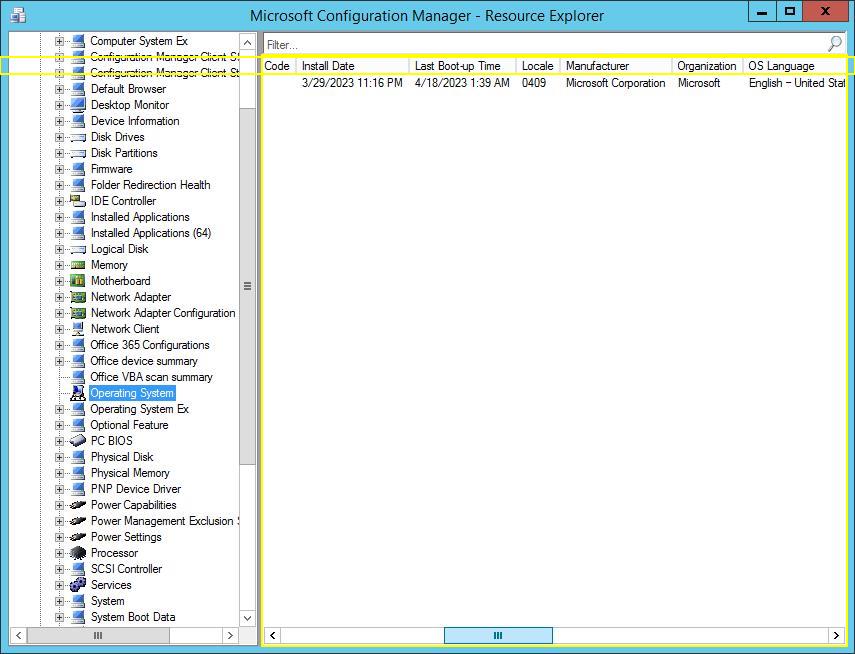 Microsoft Configuration Manager - Resource Explorer
Filter...
Computer System Ex
Configuration Manager Client S
Configuration Manager Client St
Default Browser
Desktop Monitor
Device Information
Disk Drives
Disk Partitions
Firmware
Folder Redirection Health
IDE Controller
Installed Applications
Installed Applications (64)
Logical Disk
Memory
Motherboard
Network Adapter
Network Adapter Configuration
Network Client
Office 365 Configurations
Office device summary
Office VBA scan summary
Operating System
Operating System Ex
Optional Feature
PC BIOS
Physical Disk
Physical Memory
PNP Device Driver
Power Capabilities
Power Management Exclusion S
Power Settings
Processor
SCSI Controller
Services
System
System Boot Data
Code Install Date Last Boot-up Time Locale Manufacturer Organization OS Language
3/29/2023 11:16 PM 4/18/2023 1:39 AM 0409 Microsoft Corporation Microsoft English – United Stat